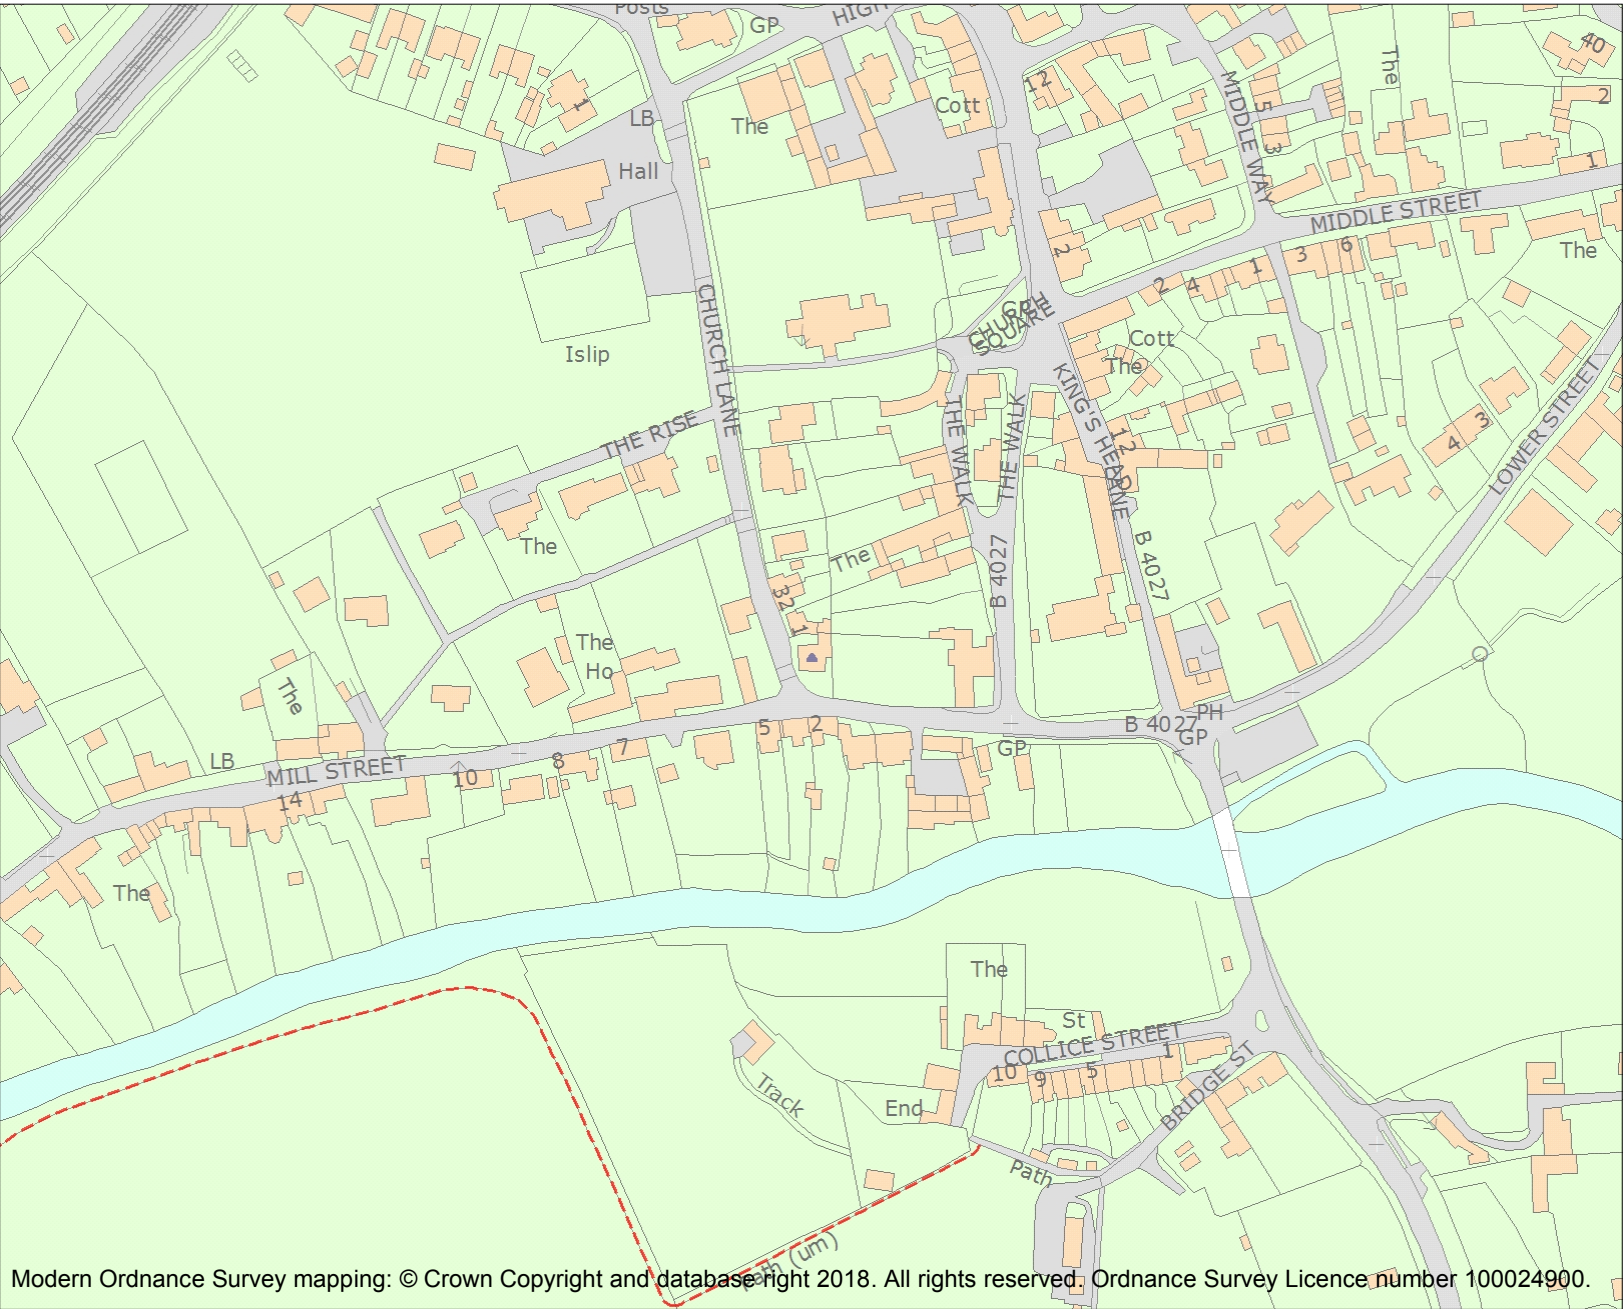 Posts
GP
HIGH
40
The
2
12
1
Cott
LB
The
5
3
MIDDLE WAY
Hall
1
MIDDLE STREET
2
3
6
The
1
2
4
GP
CHURCH
SQUARE
CHURCH LANE
Islip
Cott
The
KING'S HEAD
LANE
THE WALK
THE WALK
12
THE RISE
3
4
LOWER STREET
The
The
B 4027
B 4027
32
1
The
Ho
The
PH
B 4027
GP
GP
5
2
7
8
LB
MILL STREET
10
14
The
The
St
COLLICE STREET
1
5
9
10
BRIDGE ST
Track
End
Path
Path (um)
Modern Ordnance Survey mapping: © Crown Copyright and database right 2018. All rights reserved. Ordnance Survey Licence number 100024900.